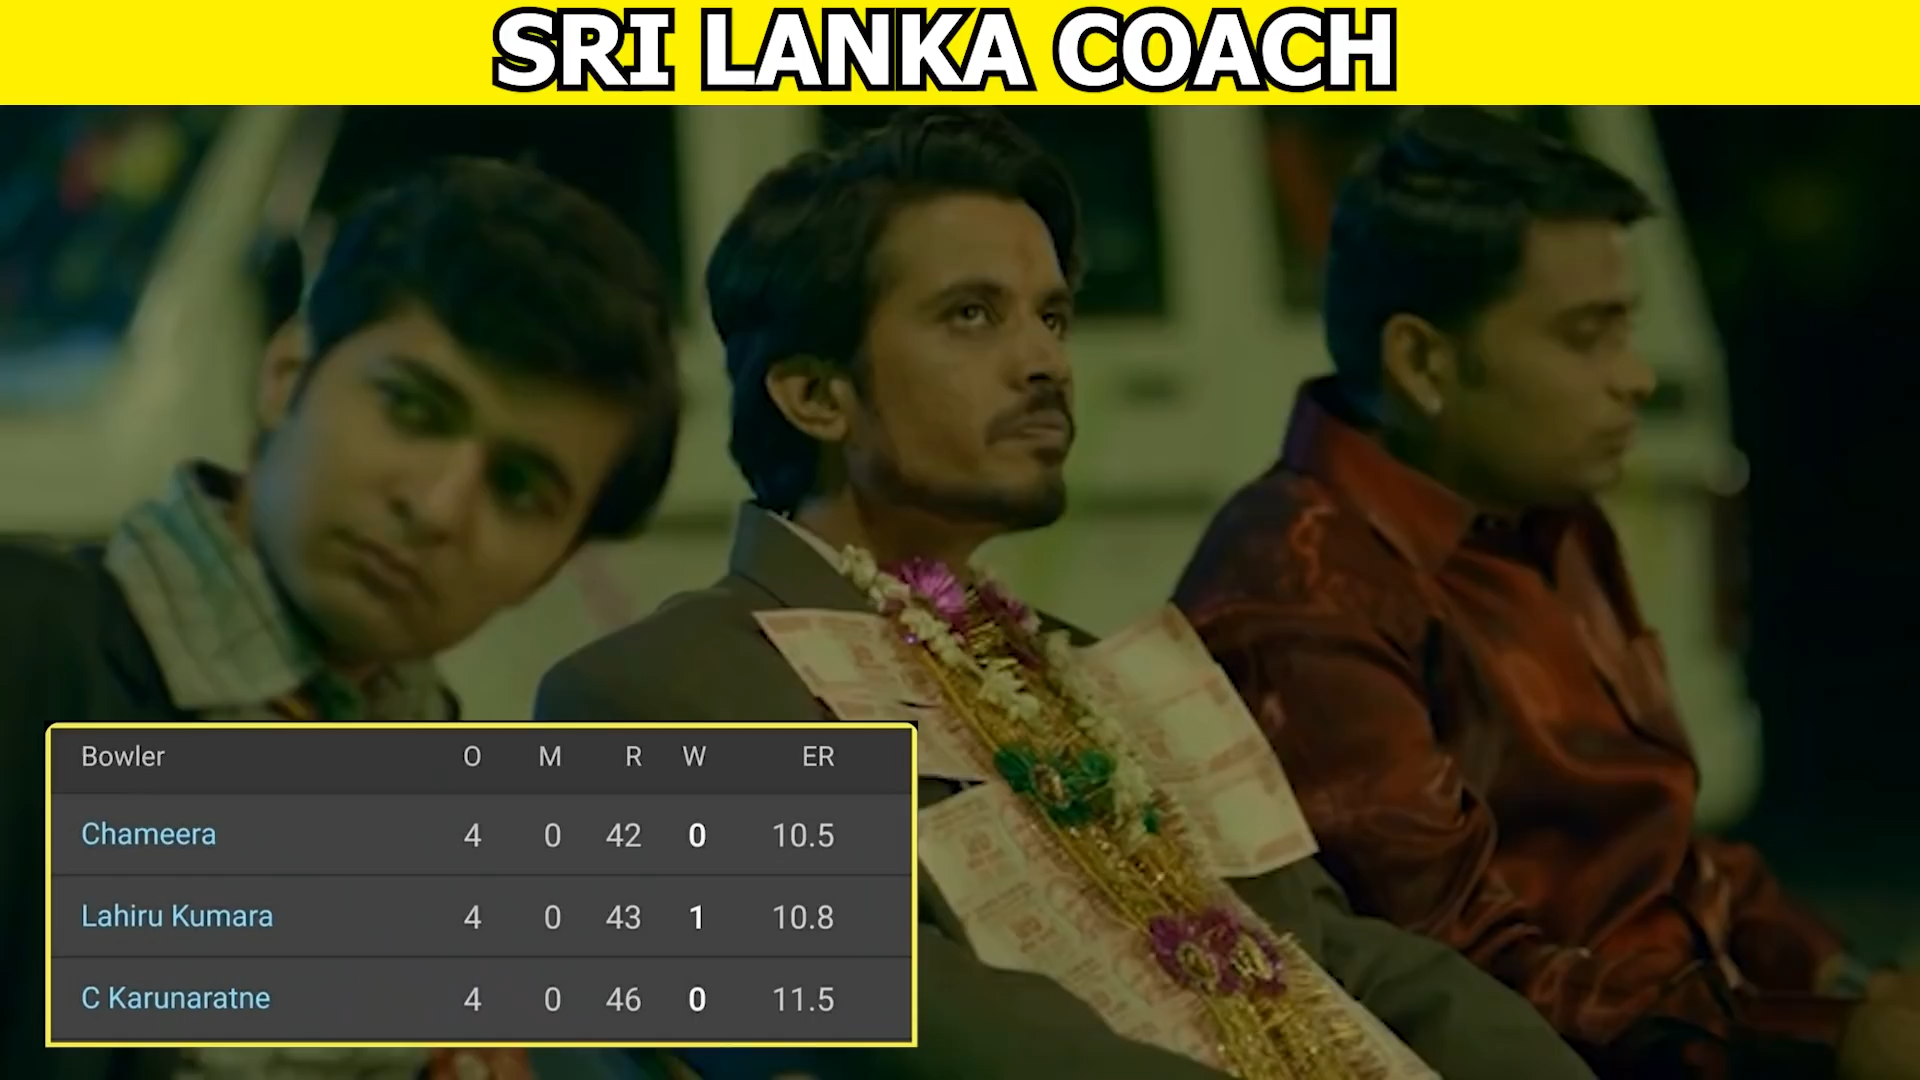 SRI LANKA COACH
Bowler O M R W ER
Chameera 4 0 42 0 10.5
Lahiru Kumara 4 0 43 1 10.8
C Karunaratne 4 0 46 0 11.5